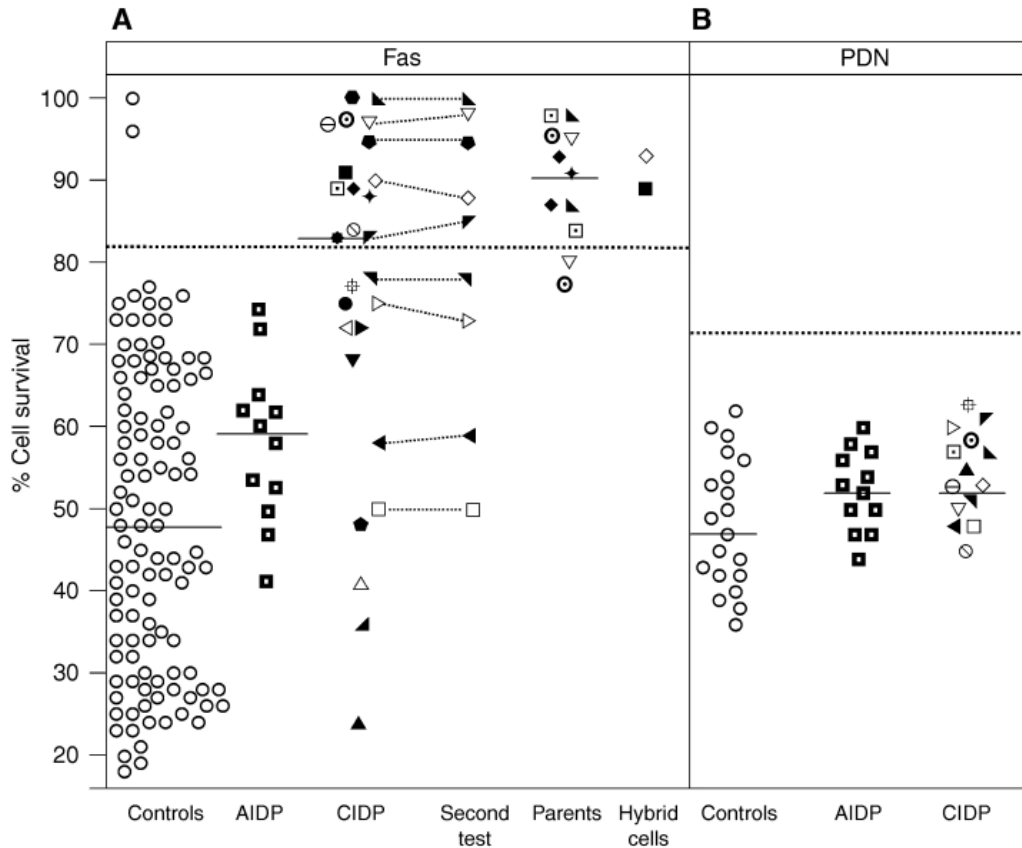 A B
Fas PDN
% Cell survival
100
90
80
70
60
50
40
30
20
Controls AIDP CIDP Second test Parents Hybrid cells Controls AIDP CIDP